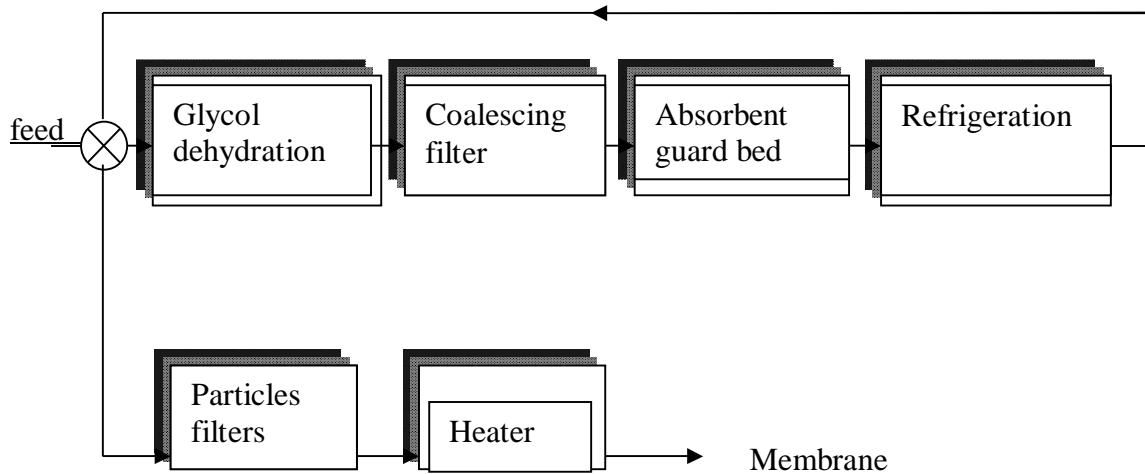 feed
Glycol
dehydration
Coalescing
filter
Absorbent
guard bed
Refrigeration
Particles
filters
Heater
Membrane